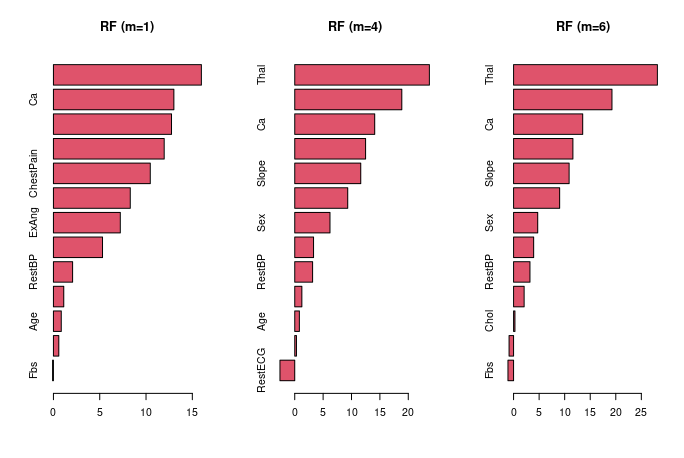 RF (m=1)
Ca
ChestPain
ExAng
RestBP
Age
Fbs
0 5 10 15
RF (m=4)
Thal
Ca
Slope
Sex
RestBP
Age
RestECG
0 5 10 15 20
RF (m=6)
Thal
Ca
Slope
Sex
RestBP
Chol
Fbs
0 5 10 15 20 25